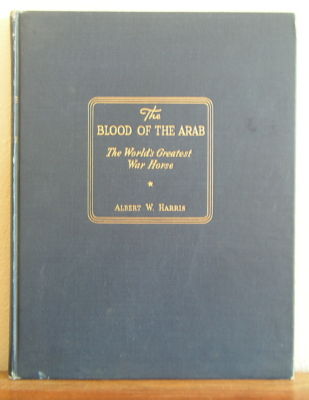 The
BLOOD OF THE ARAB
The World's Greatest
War Horse
ALBERT W. HARRIS